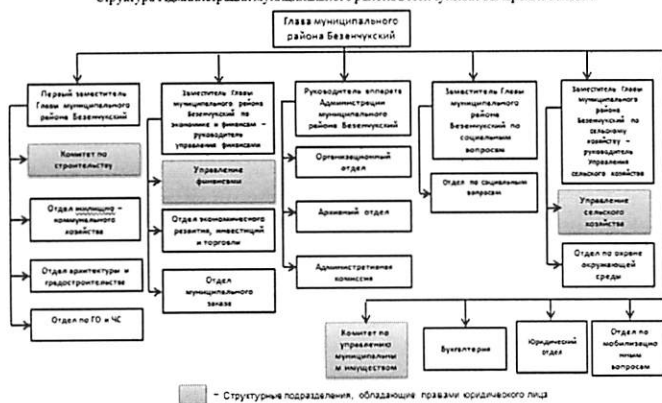 Глава муниципального
района Безенчукский
Первый заместитель
Главы муниципального
района Безенчукский
Заместитель Главы
муниципального района
Безенчукский по
экономике и финансам –
руководитель
управления финансами
Руководитель аппарата
Администрации
муниципального
района Безенчукский
Заместитель Главы
муниципального
района
Безенчукский по
социальным
вопросам
Заместитель Главы
муниципального
района
Безенчукский по
сельскому
хозяйству –
руководитель
Управления
сельского хозяйства
Комитет по
строительству
Управление
финансами
Организационный
отдел
Отдел по социальным
вопросам
Управление
сельского
хозяйства
Отдел жилищно –
коммунального
хозяйства
Отдел экономического
развития, инвестиций
и торговли
Архивный отдел
Отдел по охране
окружающей
среды
Отдел архитектуры и
градостроительства
Отдел
муниципального
заказа
Административная
комиссия
Отдел по ГО и ЧС
Комитет по
управлению
муниципальны
м имуществом
Бухгалтерия
Юридический
отдел
Отдел по
мобилизацио
нным
вопросам
– Структурные подразделения, обладающие правами юридического лица